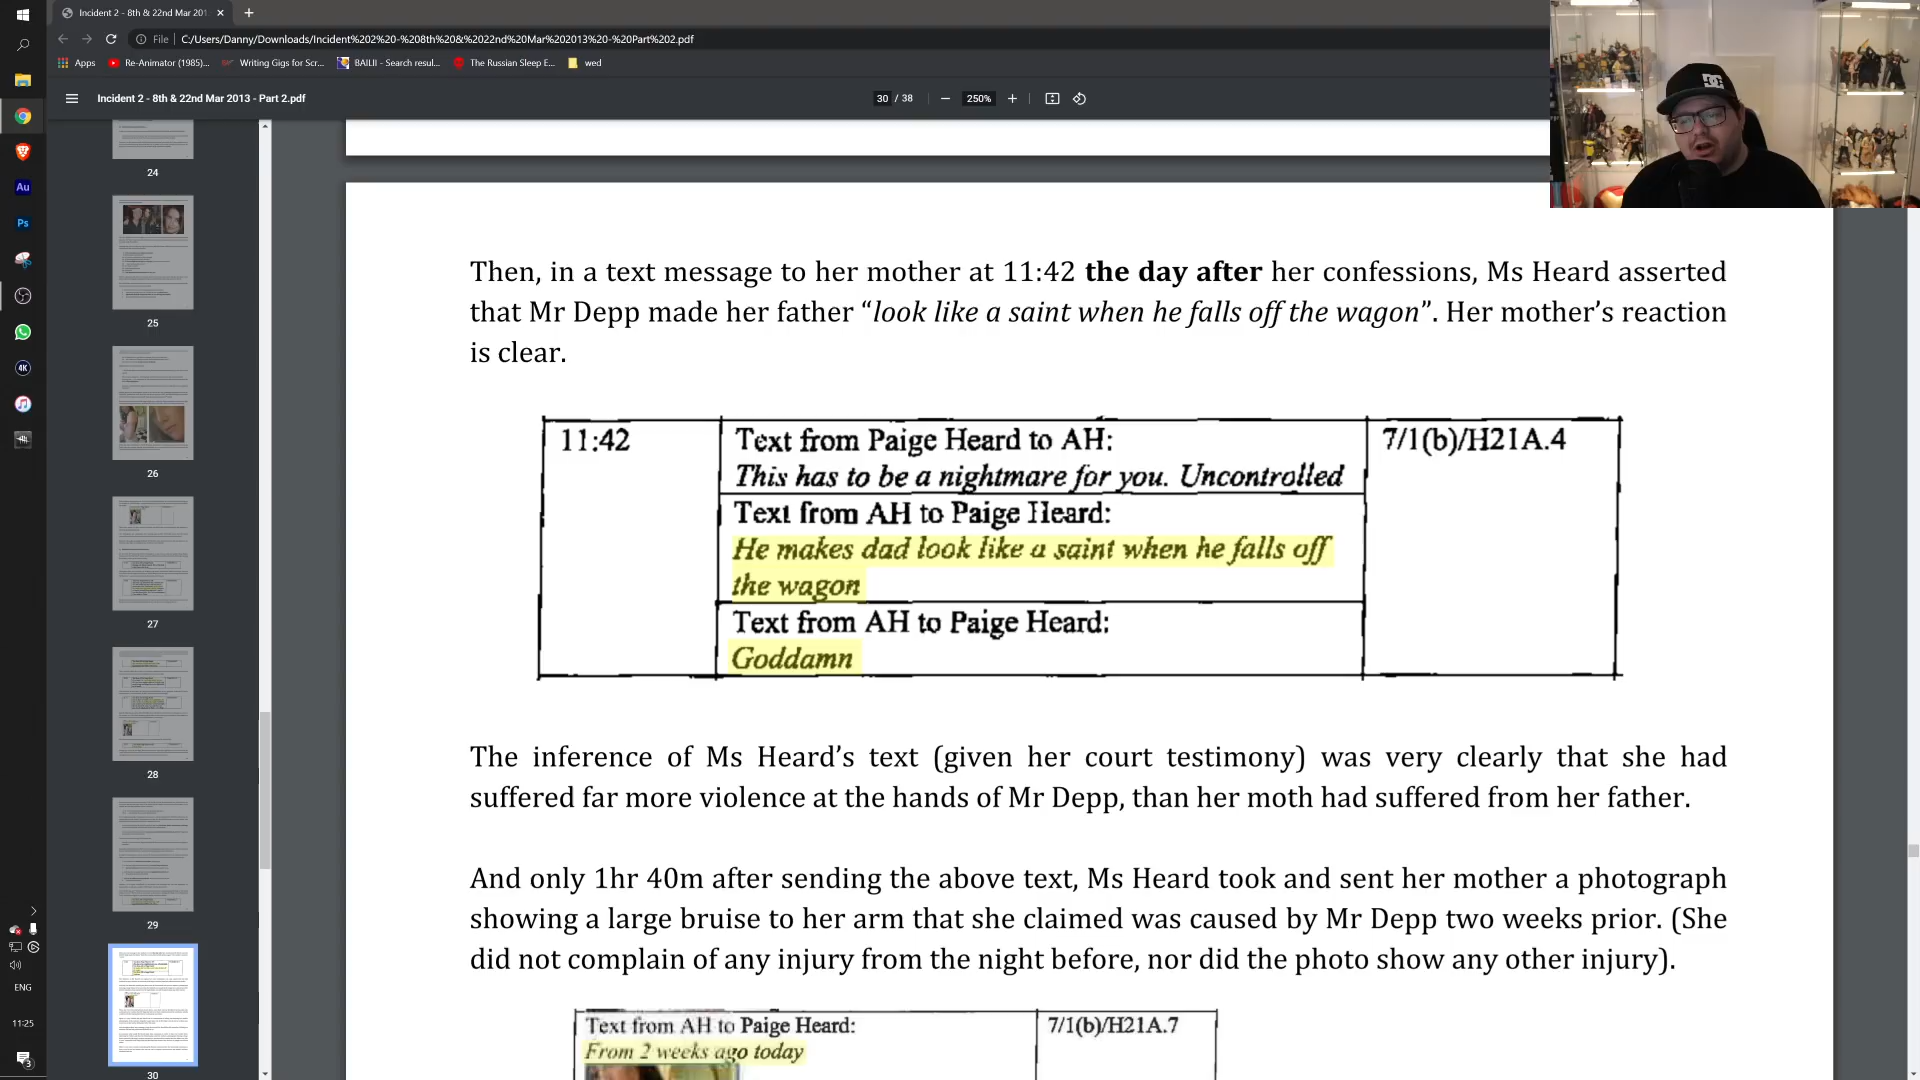 Incident 2 - 8th & 22nd Mar 201
File
C:/Users/Danny/Downloads/Incident%202%20-%208th%20&%2022nd%20Mar%202013%20-%20Part%202.pdf
Apps
Re-Animator (1985)...
Writing Gigs for Scr...
BAILII - Search resul...
The Russian Sleep E...
wed
Incident 2 - 8th & 22nd Mar 2013 - Part 2.pdf
30 / 38
250%
24
25
26
27
28
29
30
Au
Ps
4K
ENG
11:25
3
Then, in a text message to her mother at 11:42 the day after her confessions, Ms Heard asserted
that Mr Depp made her father “look like a saint when he falls off the wagon”. Her mother’s reaction
is clear.
11:42
Text from Paige Heard to AH:
This has to be a nightmare for you. Uncontrolled
7/1(b)/H21A.4
Text from AH to Paige Heard:
He makes dad look like a saint when he falls off
the wagon
Text from AH to Paige Heard:
Goddamn
The inference of Ms Heard’s text (given her court testimony) was very clearly that she had
suffered far more violence at the hands of Mr Depp, than her moth had suffered from her father.
And only 1hr 40m after sending the above text, Ms Heard took and sent her mother a photograph
showing a large bruise to her arm that she claimed was caused by Mr Depp two weeks prior. (She
did not complain of any injury from the night before, nor did the photo show any other injury).
Text from AH to Paige Heard:
From 2 weeks ago today
7/1(b)/H21A.7